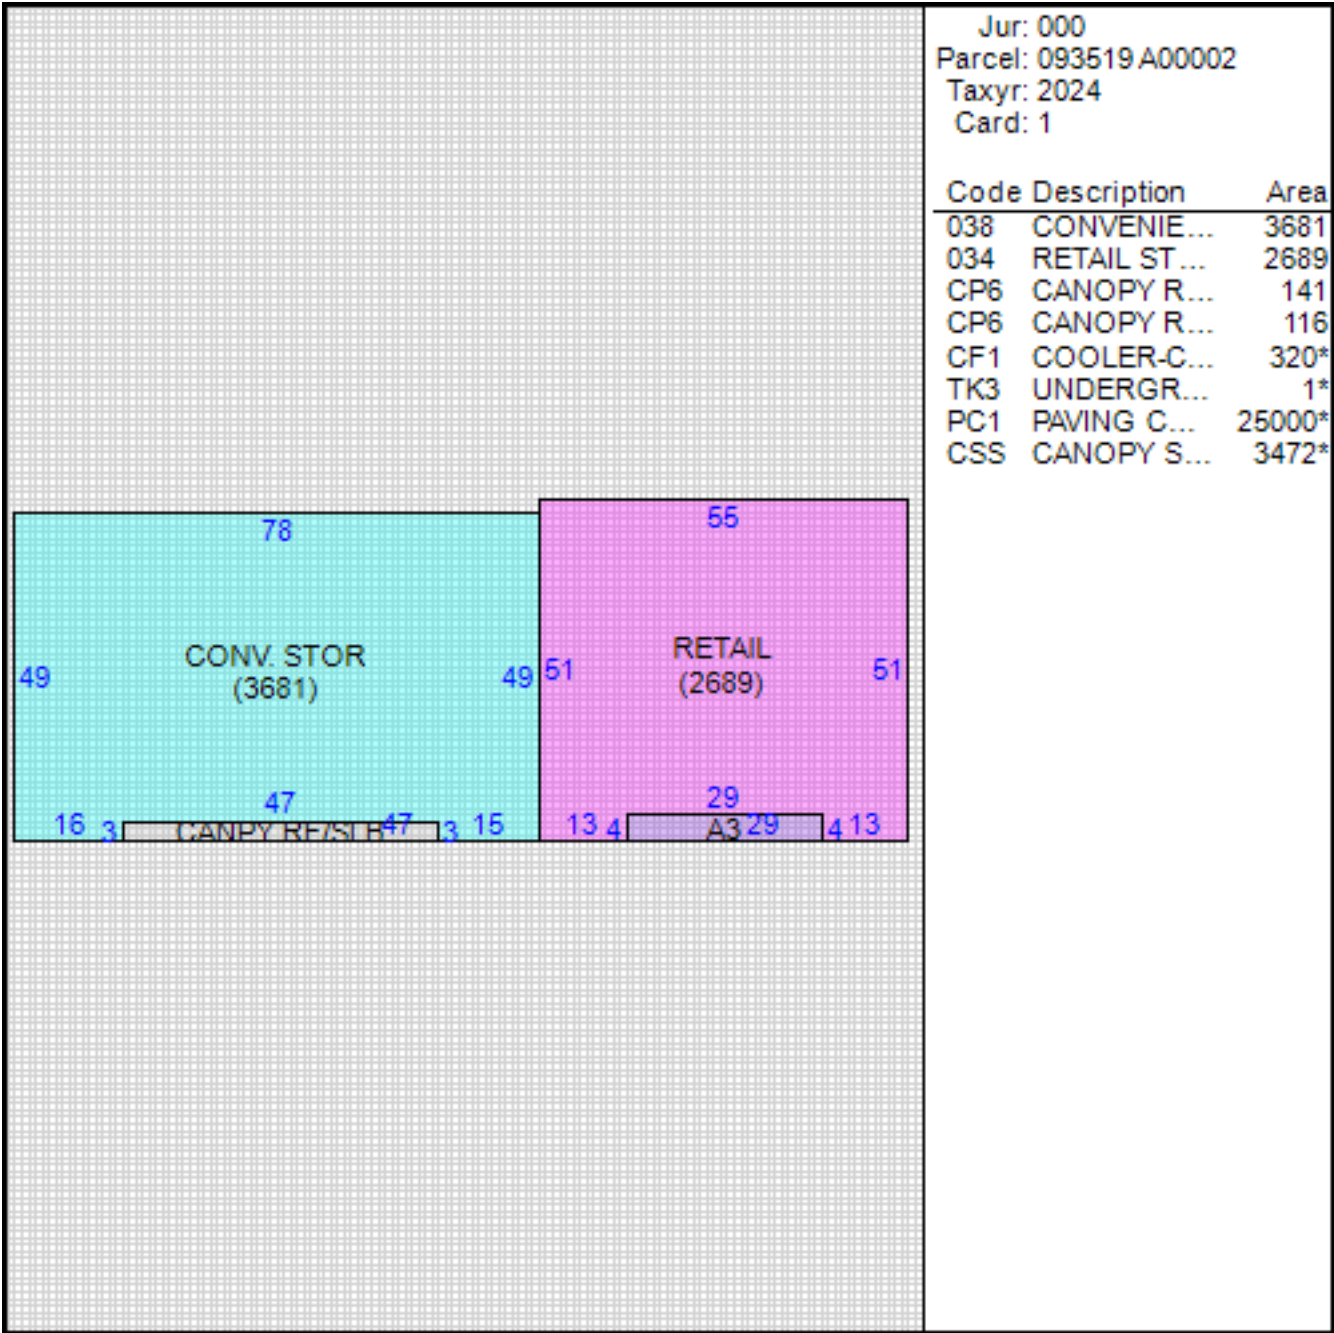 Jur: 000
Parcel: 093519 A00002
Taxyr: 2024
Card: 1
Code Description Area
038 CONVENIE... 3681
034 RETAIL ST... 2689
CP6 CANOPY R... 141
CP6 CANOPY R... 116
CF1 COOLER-C... 320*
TK3 UNDERGR... 1*
PC1 PAVING C... 25000*
CSS CANOPY S... 3472*
78
55
CONV. STOR
(3681)
RETAIL
(2689)
49
49
51
51
47
29
16
3
CANPY RF/SLB
47
3
15
13
4
A3
29
4
13